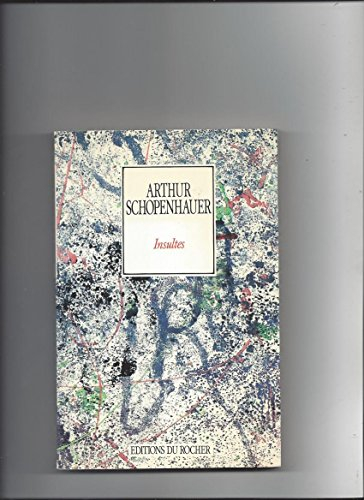 ARTHUR
SCHOPENHAUER
Insultes
EDITIONS DU ROCHER